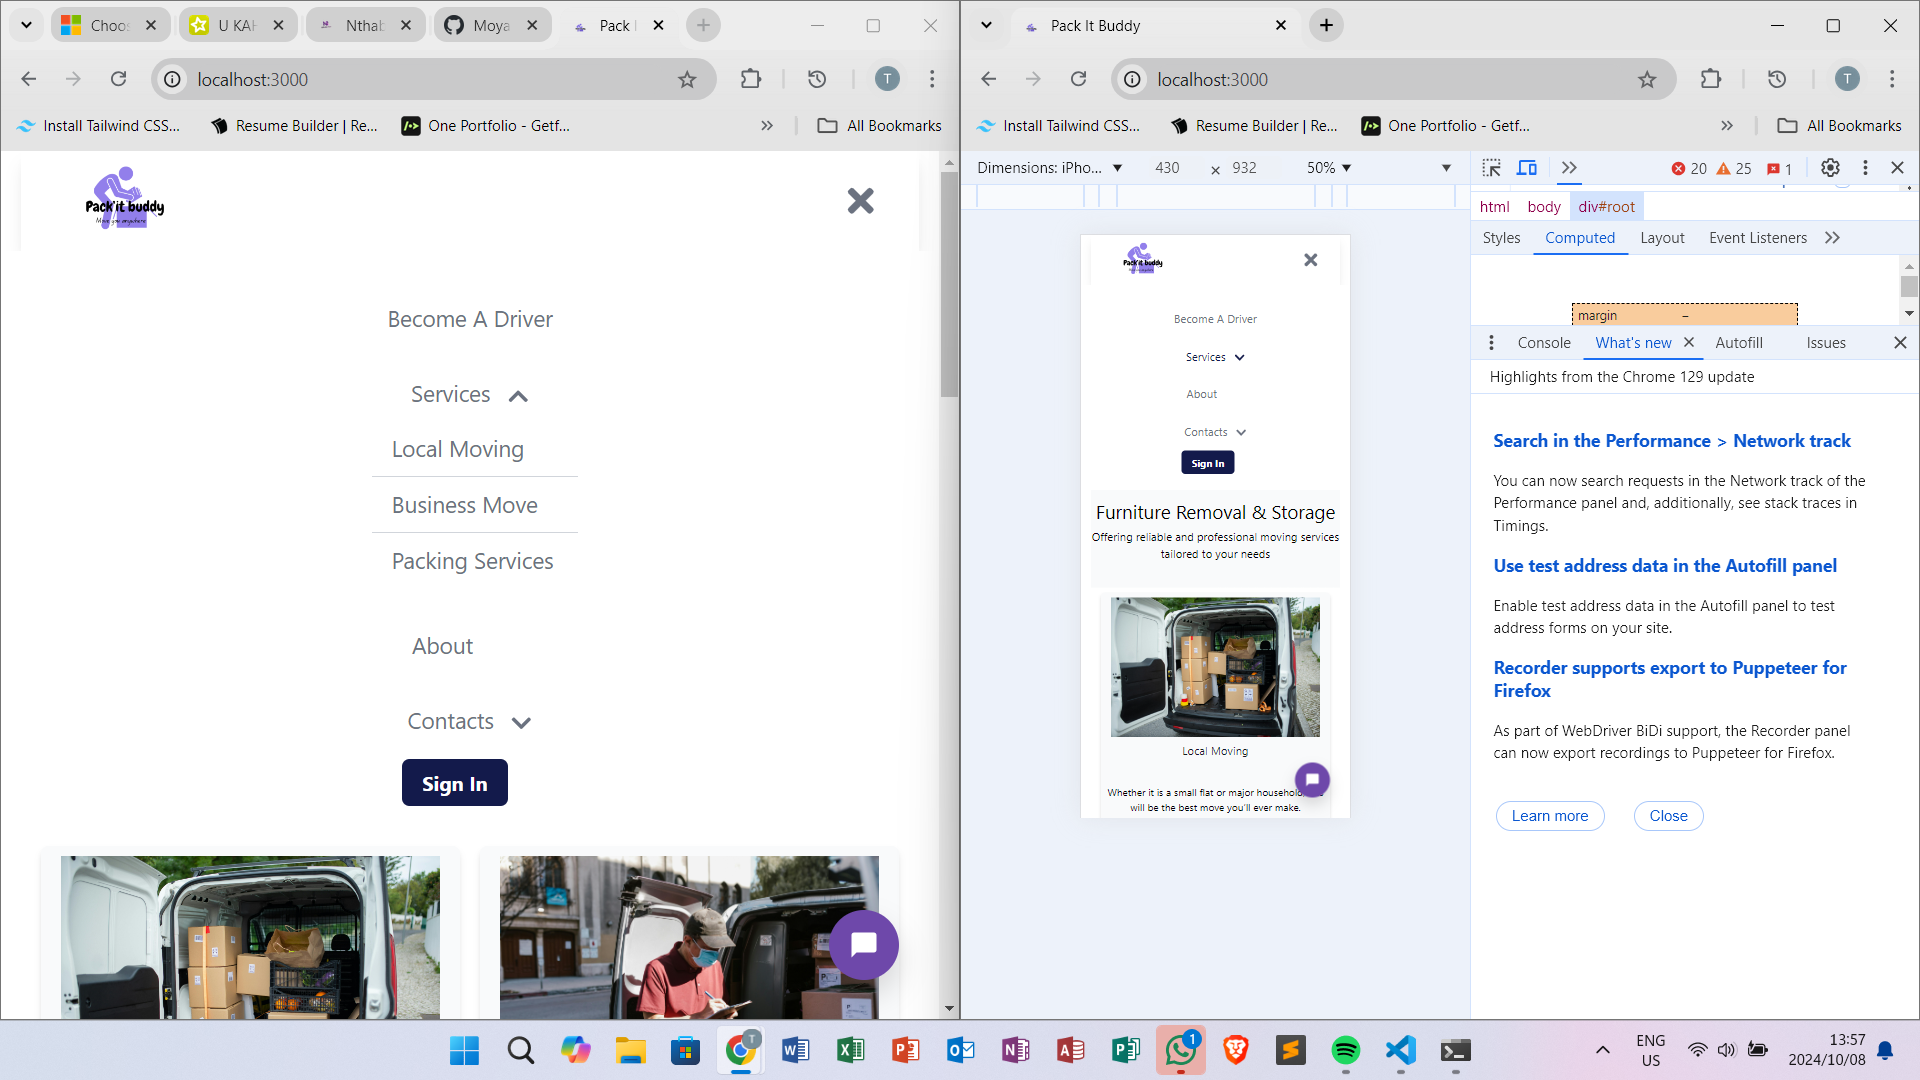 Choos
U KAH
Nthab
Moya
Pack I
localhost:3000
Install Tailwind CSS...
Resume Builder | Re...
One Portfolio - Getf...
All Bookmarks
Pack it buddy
Become A Driver
Services
Local Moving
Business Move
Packing Services
About
Contacts
Sign In
Pack It Buddy
localhost:3000
T
Install Tailwind CSS...
Resume Builder | Re...
One Portfolio - Getf...
All Bookmarks
Dimensions: iPho...
430 x 932
50%
20
25
1
Pack it buddy
Become A Driver
Services
About
Contacts
Sign In
Furniture Removal & Storage
Offering reliable and professional moving services
tailored to your needs
Local Moving
Whether it is a small flat or major household
will be the best move you'll ever make.
html body div#root
Styles Computed Layout Event Listeners
margin –
Console What's new Autofill Issues
Highlights from the Chrome 129 update
Search in the Performance > Network track
You can now search requests in the Network track of the
Performance panel and, additionally, see stack traces in
Timings.
Use test address data in the Autofill panel
Enable test address data in the Autofill panel to test
address forms on your site.
Recorder supports export to Puppeteer for
Firefox
As part of WebDriver BiDi support, the Recorder panel
can now export recordings to Puppeteer for Firefox.
Learn more
Close
1
ENG
US
13:57
2024/10/08